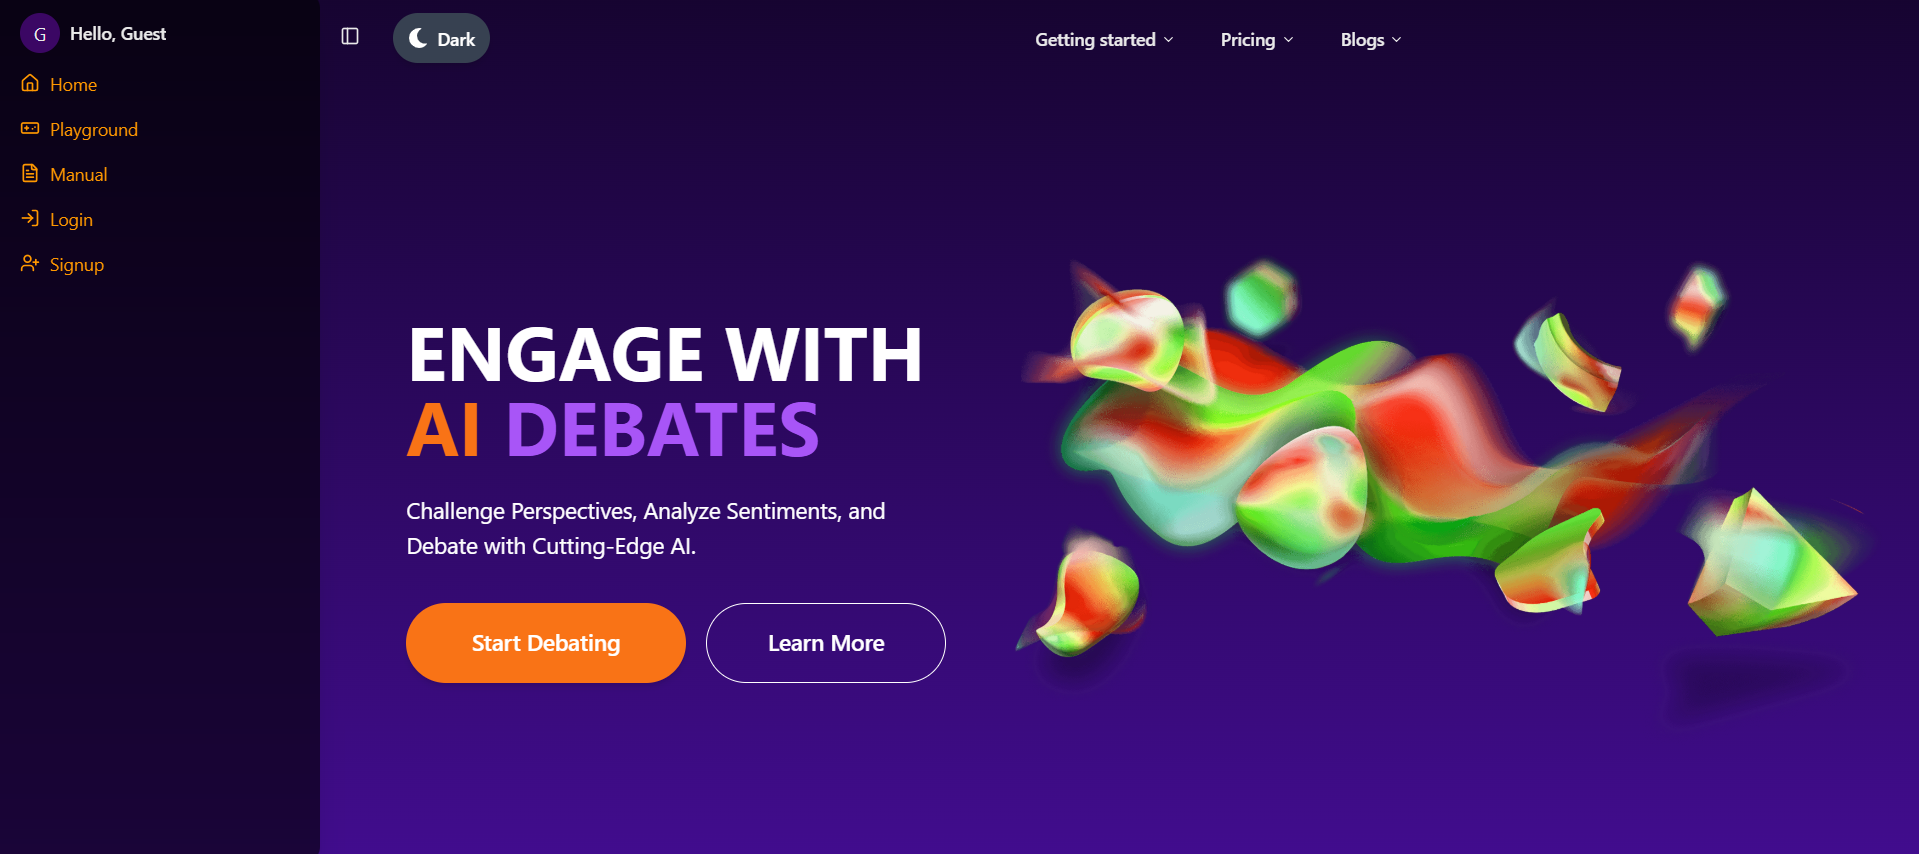 G Hello, Guest
Home
Playground
Manual
Login
Signup
Dark
Getting started
Pricing
Blogs
ENGAGE WITH
AI DEBATES
Challenge Perspectives, Analyze Sentiments, and
Debate with Cutting-Edge AI.
Start Debating
Learn More